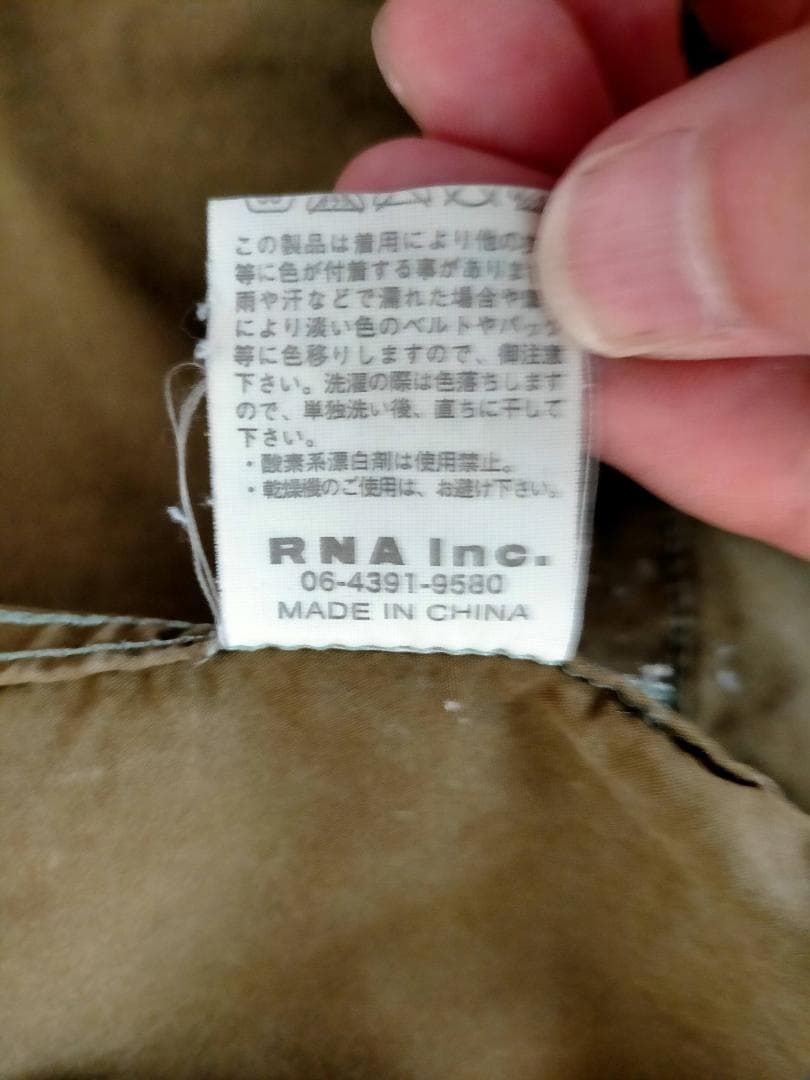 この製品は着用により他の
等に色が付着する事があります
雨や汗などで濡れた場合や
により淡い色のベルトやバッグ
等に色移りしますので、御注意
下さい。洗濯の際は色落ちします
ので、単独洗い後、直ちに干して
下さい。
・酸素系漂白剤は使用禁止。
・乾燥機のご使用は、お避け下さい。
RNA Inc.
06-4391-9580
MADE IN CHINA